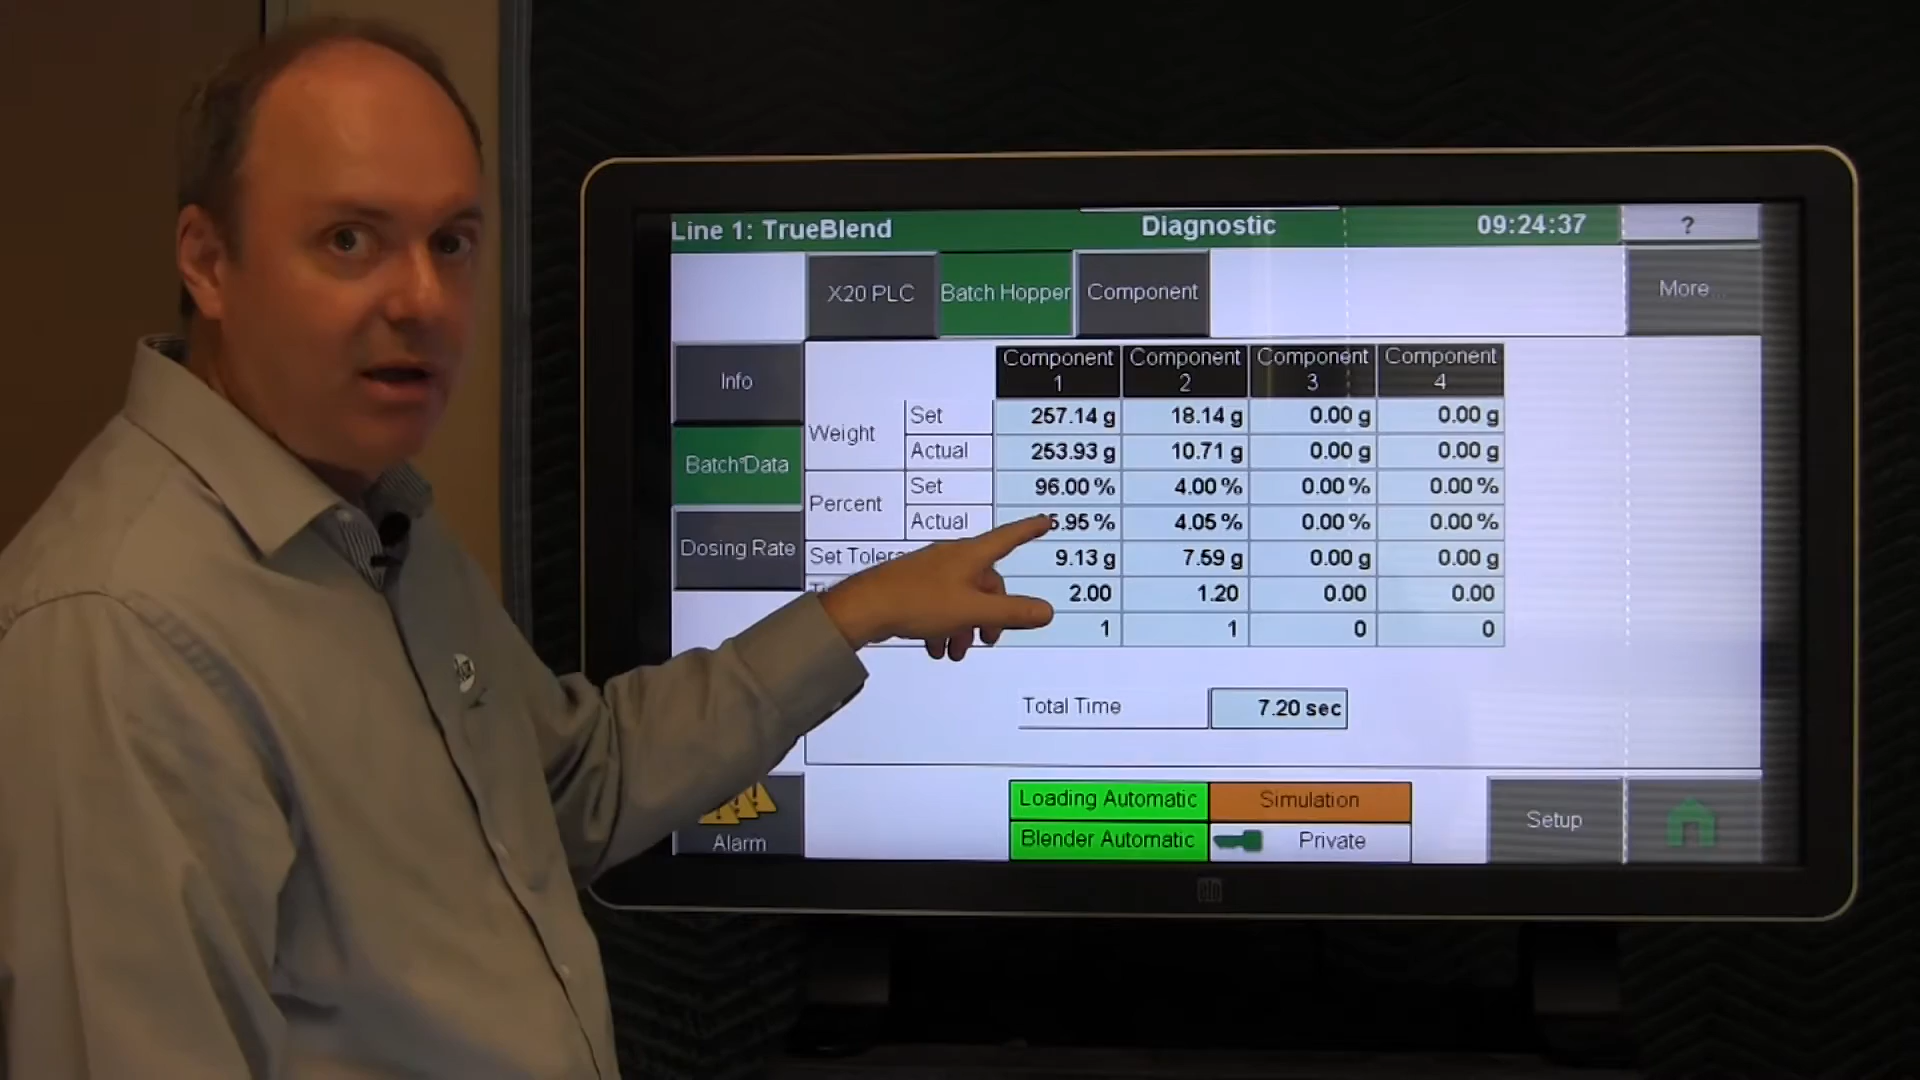 Line 1: TrueBlend Diagnostic 09:24:37 ?
X20 PLC Batch Hopper Component More...
Info
Batch Data
Dosing Rate
Component 1 Component 2 Component 3 Component 4
Weight Set 257.14 g 18.14 g 0.00 g 0.00 g
Actual 253.93 g 10.71 g 0.00 g 0.00 g
Percent Set 96.00 % 4.00 % 0.00 % 0.00 %
Actual 5.95 % 4.05 % 0.00 % 0.00 %
Set 9.13 g 7.59 g 0.00 g 0.00 g
2.00 1.20 0.00 0.00
1 1 0 0
Total Time 7.20 sec
Alarm
Loading Automatic Simulation
Blender Automatic Private
Setup
elo